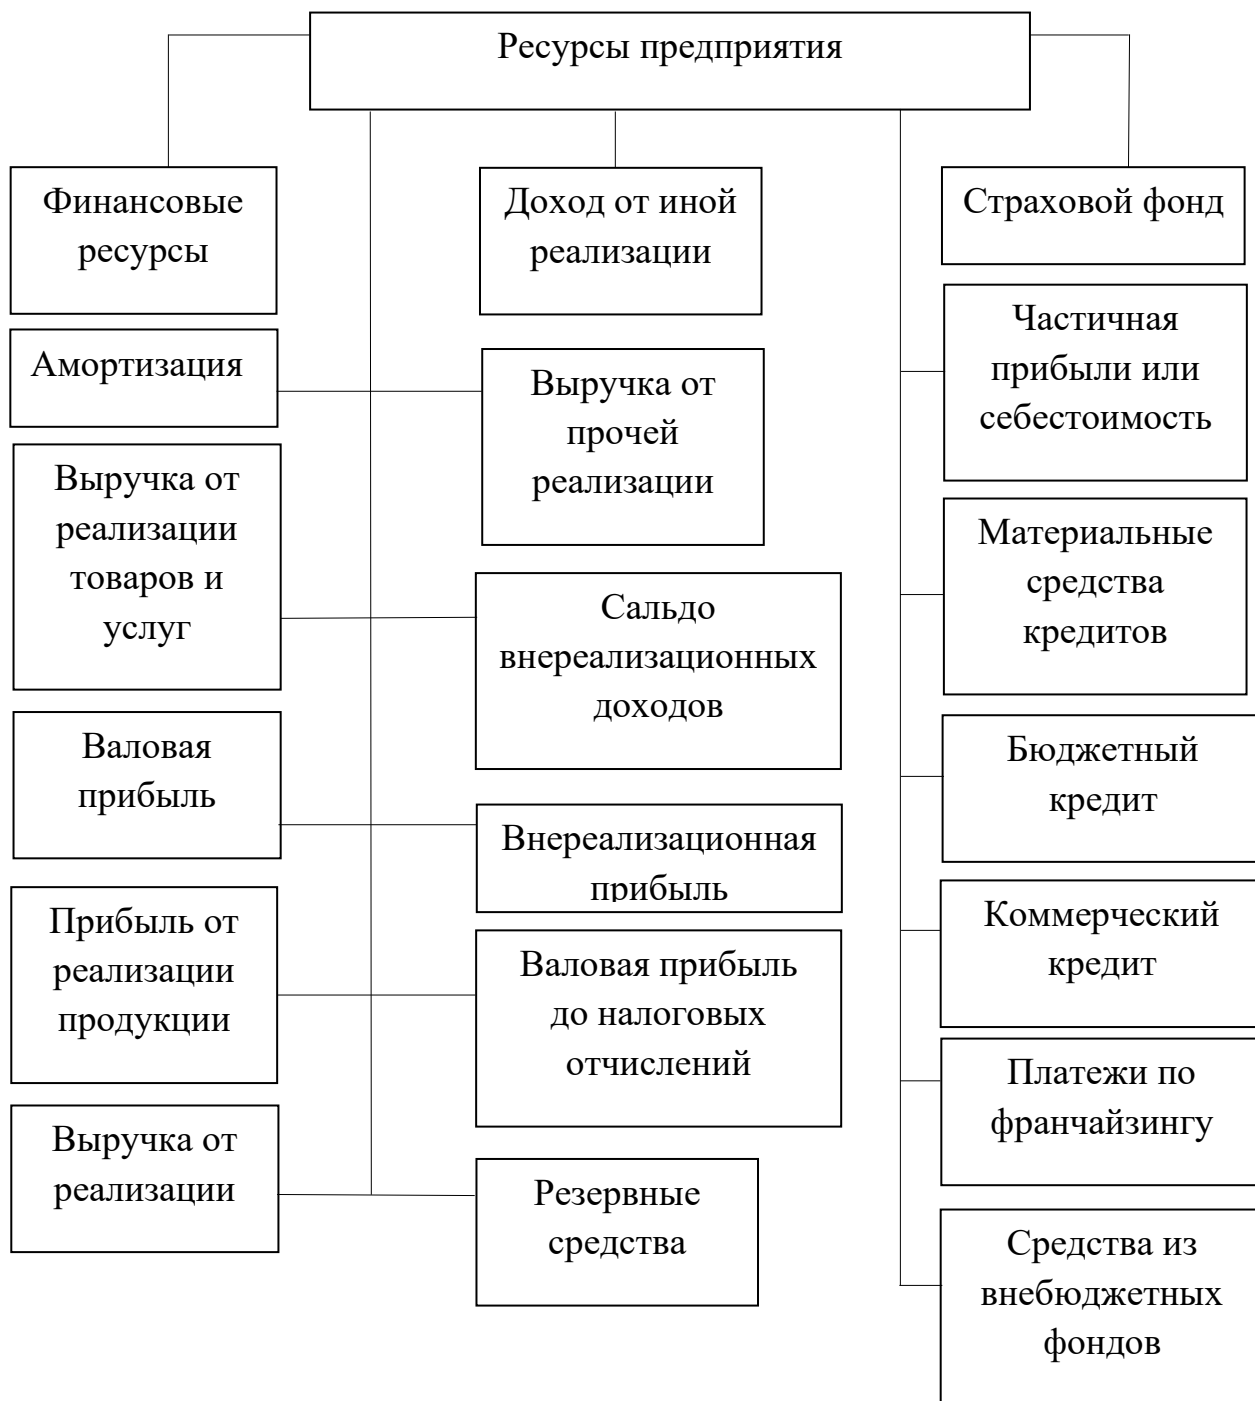 Ресурсы предприятия
Финансовые
ресурсы
Амортизация
Выручка от
реализации
товаров и
услуг
Валовая
прибыль
Прибыль от
реализации
продукции
Выручка от
реализации
Доход от иной
реализации
Выручка от
прочей
реализации
Сальдо
внереализационных
доходов
Внереализационная
прибыль
Валовая прибыль
до налоговых
отчислений
Резервные
средства
Страховой фонд
Частичная
прибыли или
себестоимость
Материальные
средства
кредитов
Бюджетный
кредит
Коммерческий
кредит
Платежи по
франчайзингу
Средства из
внебюджетных
фондов